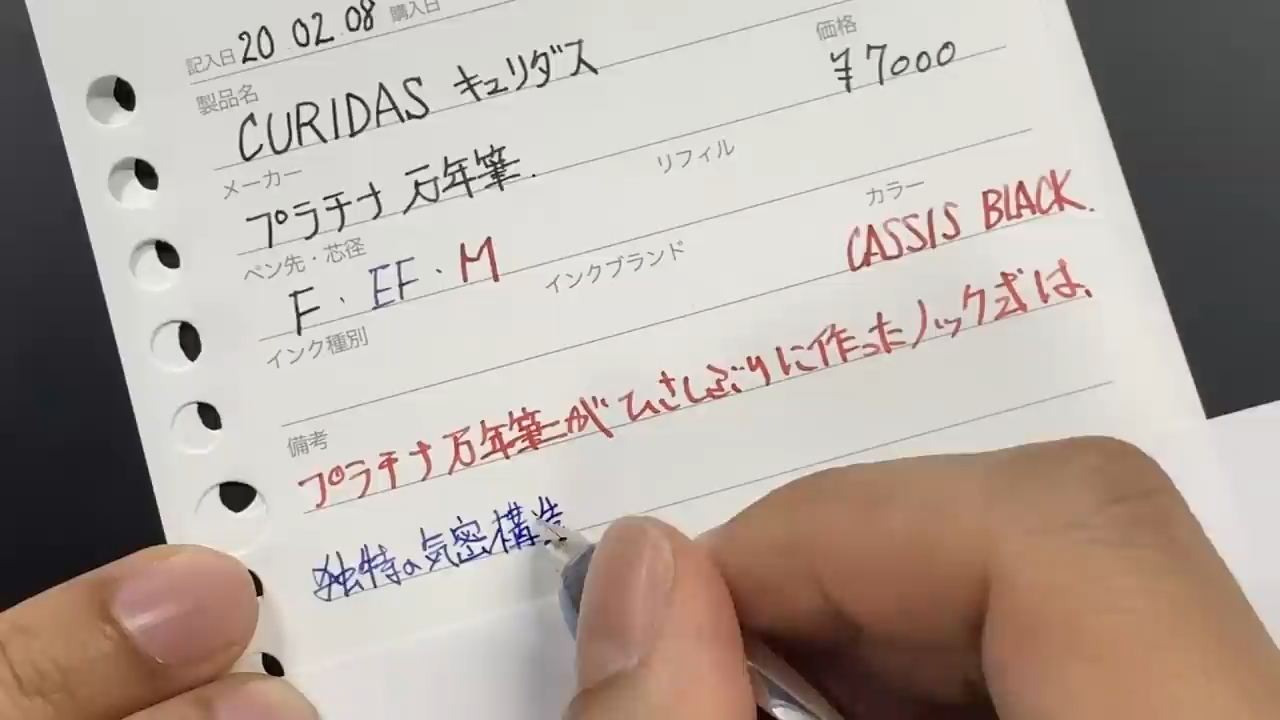 記入日 20 02.08 購入日
製品名
CURIDAS キュリダス
価格
¥7000
メーカー
プラチナ 万年筆.
リフィル
ペン先・芯径
F・EF・M
インクブランド
カラー
CASSIS BLACK.
インク種別
備考
プラチナ万年筆がひさしぶりに作ったノック式は、
独特の気密構造